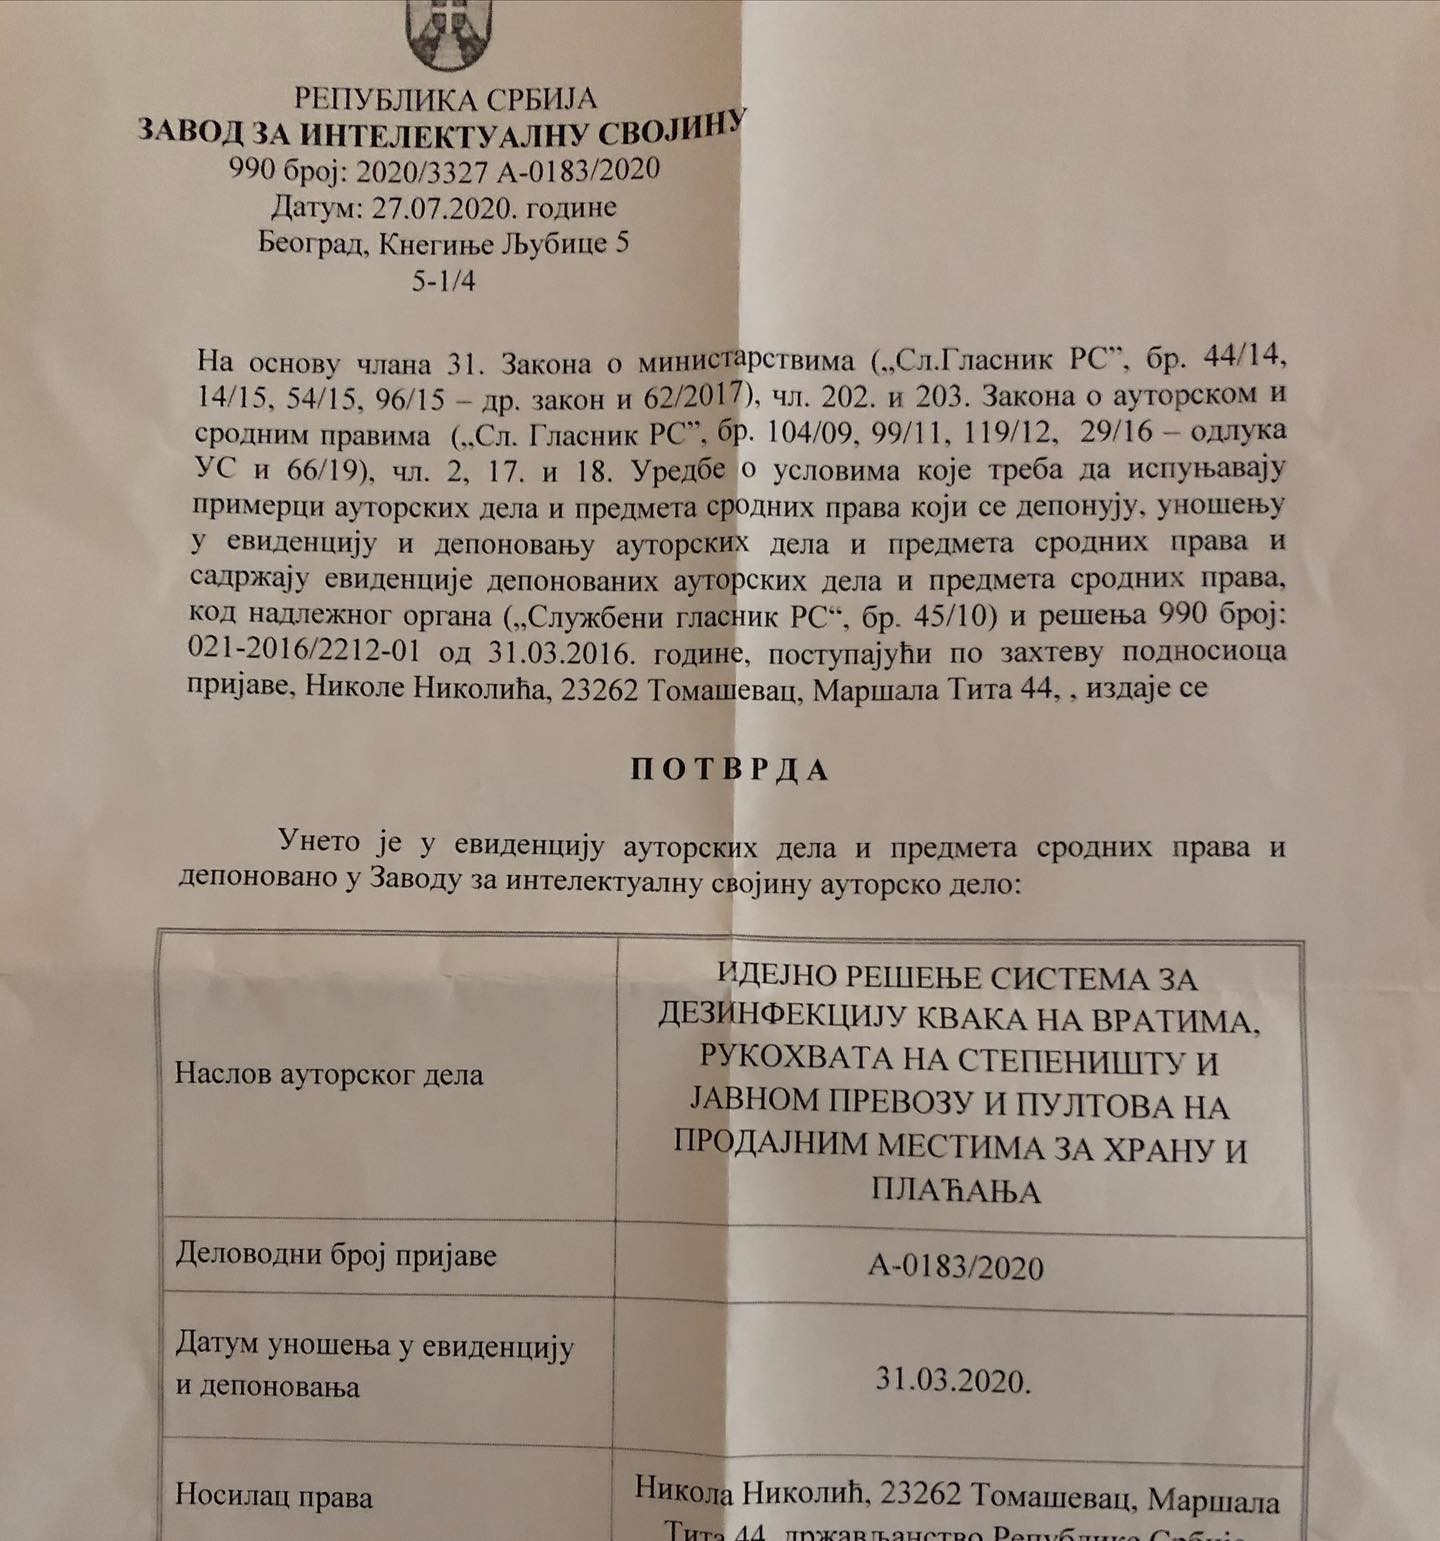 РЕПУБЛИКА СРБИЈА
ЗАВОД ЗА ИНТЕЛЕКТУАЛНУ СВОЈИНУ
990 број: 2020/3327 А-0183/2020
Датум: 27.07.2020. године
Београд, Кнегиње Љубице 5
5-1/4
На основу члана 31. Закона о министарствима („Сл.Гласник РС”, бр. 44/14,
14/15, 54/15, 96/15 – др. закон и 62/2017), чл. 202. и 203. Закона о ауторском и
сродним правима („Сл. Гласник РС”, бр. 104/09, 99/11, 119/12, 29/16 – одлука
УС и 66/19), чл. 2, 17. и 18. Уредбе о условима које треба да испуњавају
примерци ауторских дела и предмета сродних права који се депонују, уношењу
у евиденцију и депоновању ауторских дела и предмета сродних права и
садржају евиденције депонованих ауторских дела и предмета сродних права,
код надлежног органа („Службени гласник РС“, бр. 45/10) и решења 990 број:
021-2016/2212-01 од 31.03.2016. године, поступајући по захтеву подносиоца
пријаве, Николе Николића, 23262 Томашевац, Маршала Тита 44, , издаје се
П О Т В Р Д А
Унето је у евиденцију ауторских дела и предмета сродних права и
депоновано у Заводу за интелектуалну својину ауторско дело:
Наслов ауторског дела
ИДЕЈНО РЕШЕЊЕ СИСТЕМА ЗА
ДЕЗИНФЕКЦИЈУ КВАКА НА ВРАТИМА,
РУКОХВАТА НА СТЕПЕНИШТУ И
ЈАВНОМ ПРЕВОЗУ И ПУЛТОВА НА
ПРОДАЈНИМ МЕСТИМА ЗА ХРАНУ И
ПЛАЋАЊА
Деловодни број пријаве
А-0183/2020
Датум уношења у евиденцију
и депоновања
31.03.2020.
Носилац права
Никола Николић, 23262 Томашевац, Маршала
Тита 44, држављанство Републике Србије